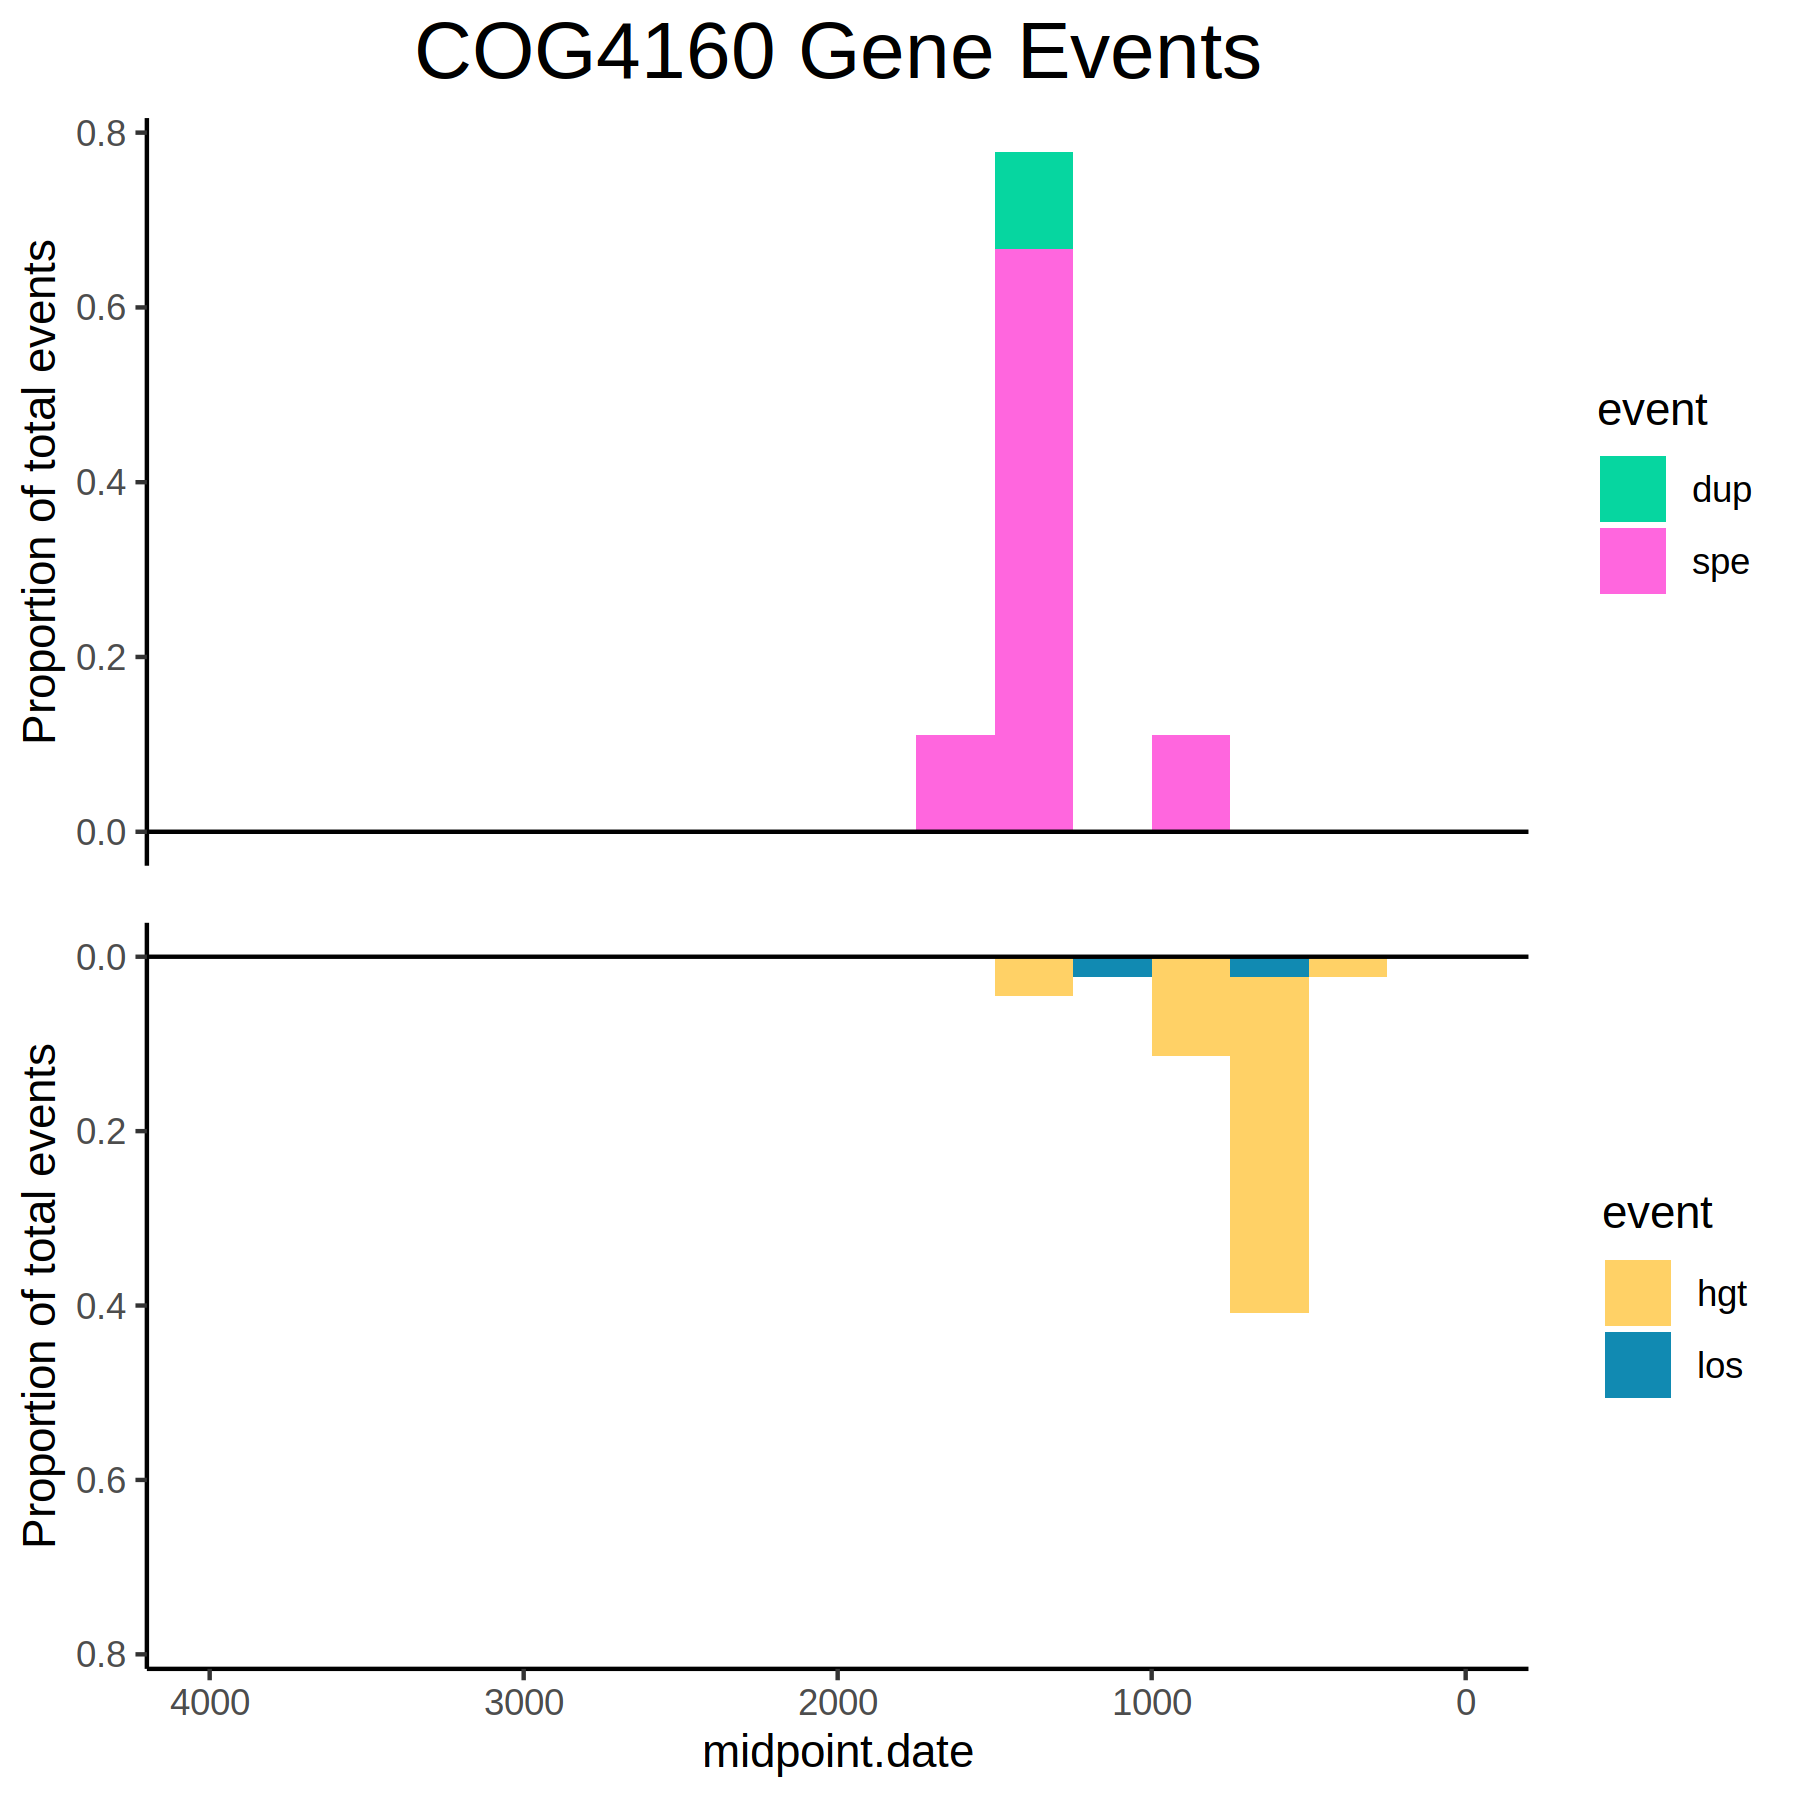 COG4160 Gene Events
Proportion of total events
0.8
0.6
0.4
0.2
0.0
event
dup
spe
Proportion of total events
0.0
0.2
0.4
0.6
0.8
event
hgt
los
4000 3000 2000 1000 0
midpoint.date